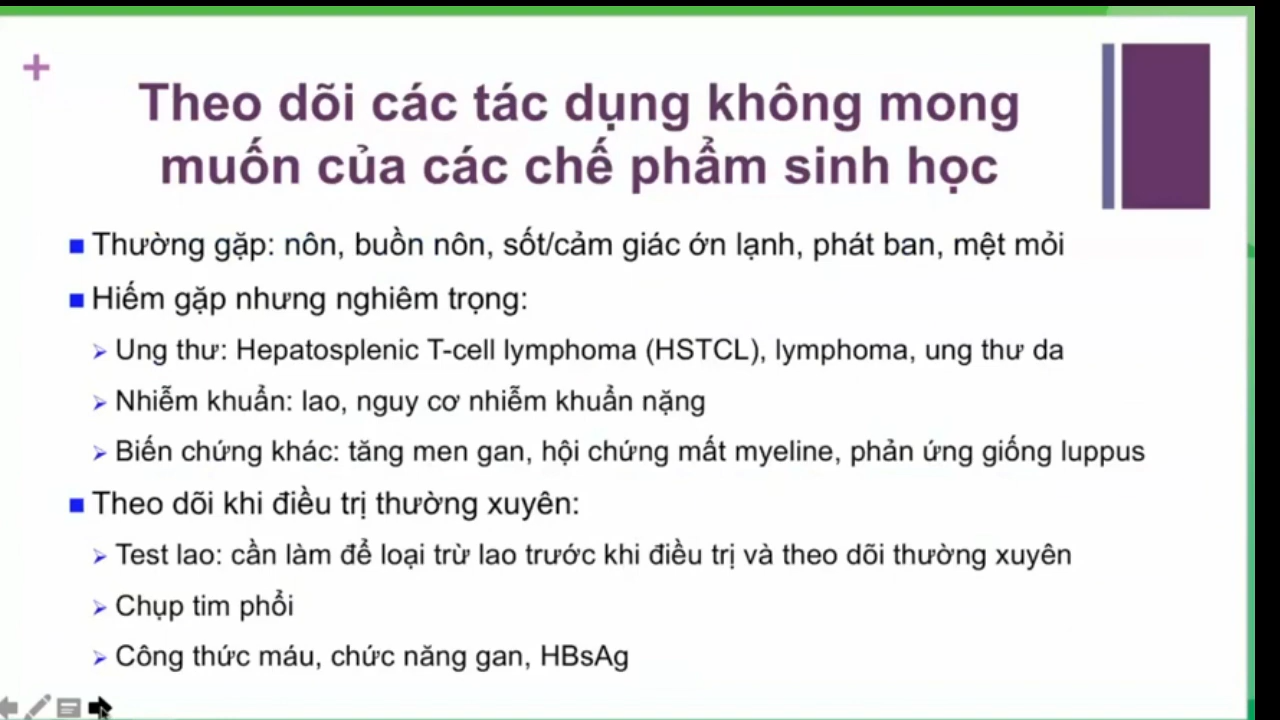 Theo dõi các tác dụng không mong
muốn của các chế phẩm sinh học
Thường gặp: nôn, buồn nôn, sốt/cảm giác ớn lạnh, phát ban, mệt mỏi
Hiếm gặp nhưng nghiêm trọng:
Ung thư: Hepatosplenic T-cell lymphoma (HSTCL), lymphoma, ung thư da
Nhiễm khuẩn: lao, nguy cơ nhiễm khuẩn nặng
Biến chứng khác: tăng men gan, hội chứng mất myeline, phản ứng giống luppus
Theo dõi khi điều trị thường xuyên:
Test lao: cần làm để loại trừ lao trước khi điều trị và theo dõi thường xuyên
Chụp tim phổi
Công thức máu, chức năng gan, HBsAg